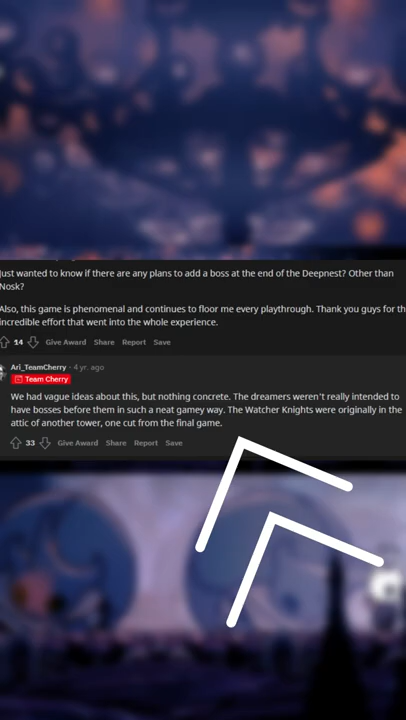 Just wanted to know if there are any plans to add a boss at the end of the Deepnest? Other than
Nosk?
Also, this game is phenomenal and continues to floor me every playthrough. Thank you guys for th
incredible effort that went into the whole experience.
14 Give Award Share Report Save
Ari_TeamCherry · 4 yr. ago
Team Cherry
We had vague ideas about this, but nothing concrete. The dreamers weren't really intended to
have bosses before them in such a neat gamey way. The Watcher Knights were originally in the
attic of another tower, one cut from the final game.
33 Give Award Share Report Save